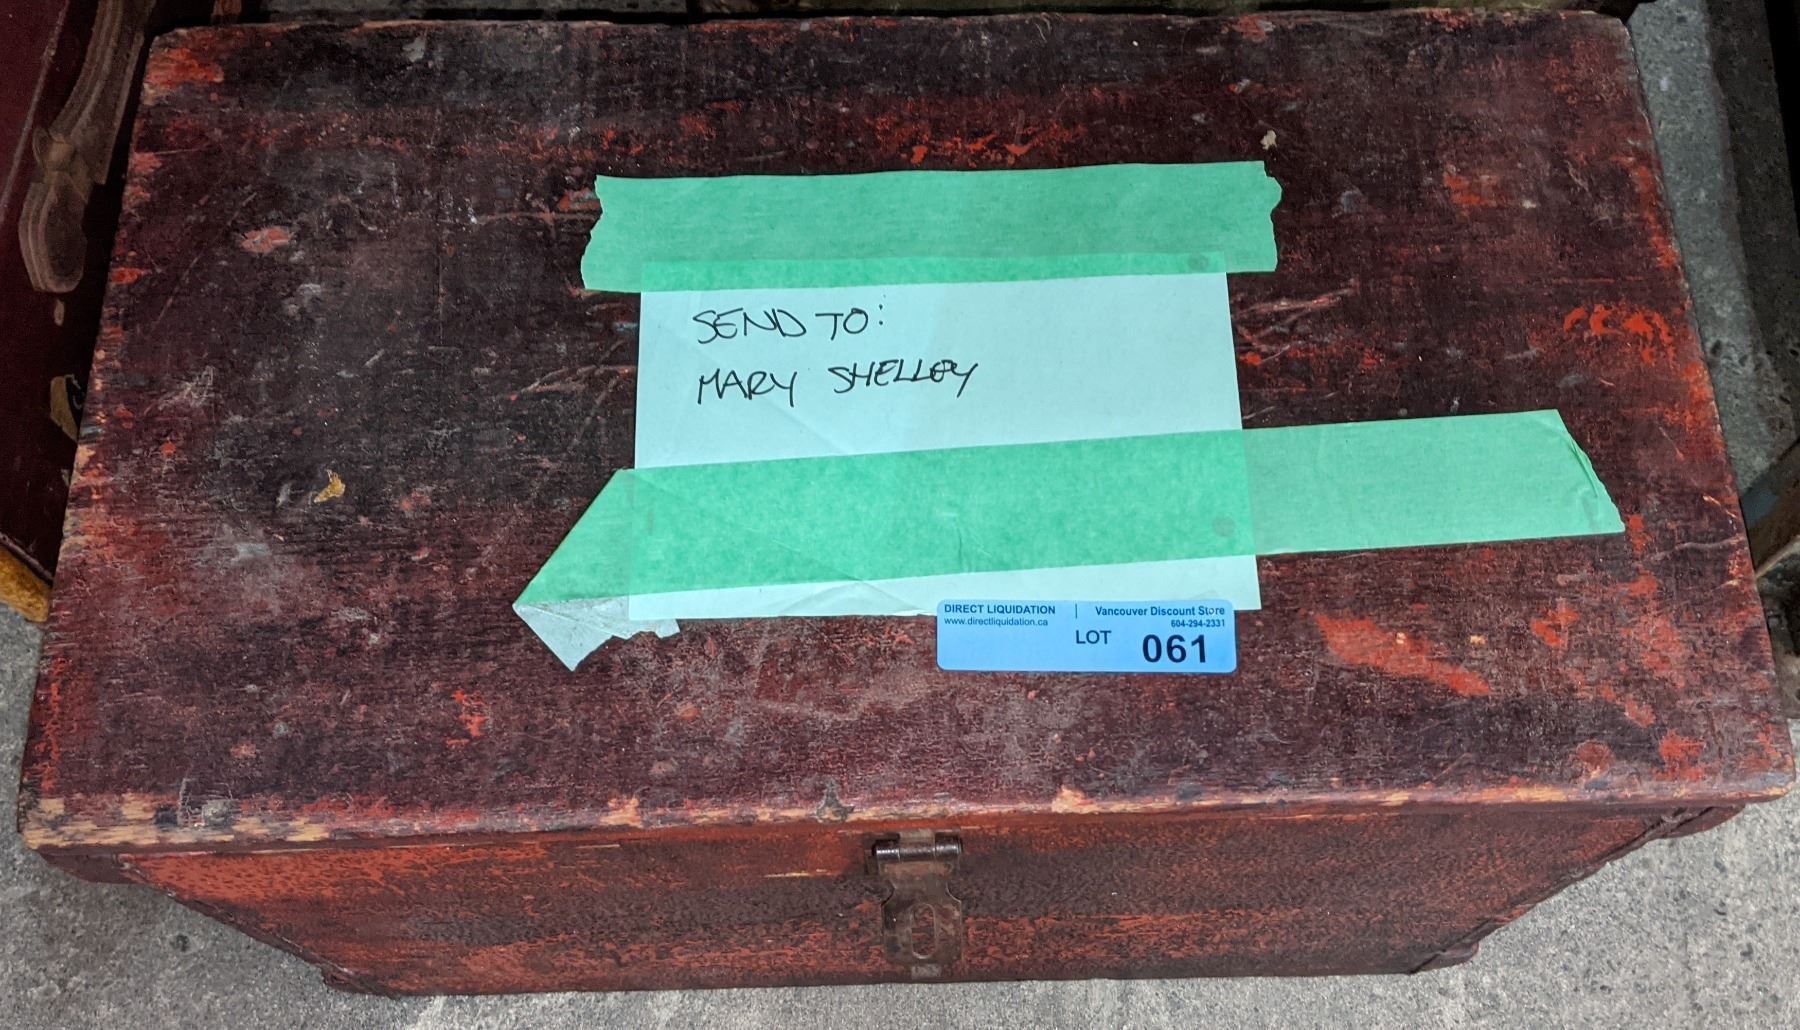 SEND TO:
MARY SHELLEY
DIRECT LIQUIDATION | Vancouver Discount Store
www.directliquidation.ca 604-294-2331
LOT 061